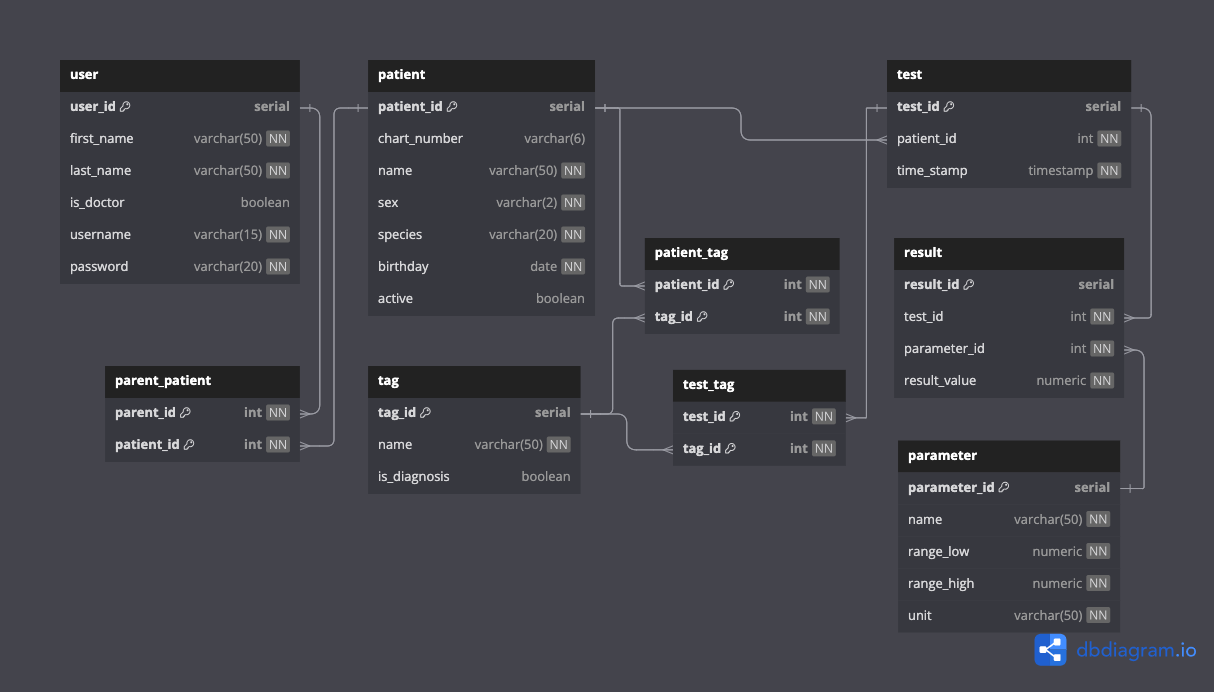 user
user_id serial
first_name varchar(50) NN
last_name varchar(50) NN
is_doctor boolean
username varchar(15) NN
password varchar(20) NN
patient
patient_id serial
chart_number varchar(6)
name varchar(50) NN
sex varchar(2) NN
species varchar(20) NN
birthday date NN
active boolean
test
test_id serial
patient_id int NN
time_stamp timestamp NN
patient_tag
patient_id int NN
tag_id int NN
result
result_id serial
test_id int NN
parameter_id int NN
result_value numeric NN
parent_patient
parent_id int NN
patient_id int NN
tag
tag_id serial
name varchar(50) NN
is_diagnosis boolean
test_tag
test_id int NN
tag_id int NN
parameter
parameter_id serial
name varchar(50) NN
range_low numeric NN
range_high numeric NN
unit varchar(50) NN
dbdiagram.io